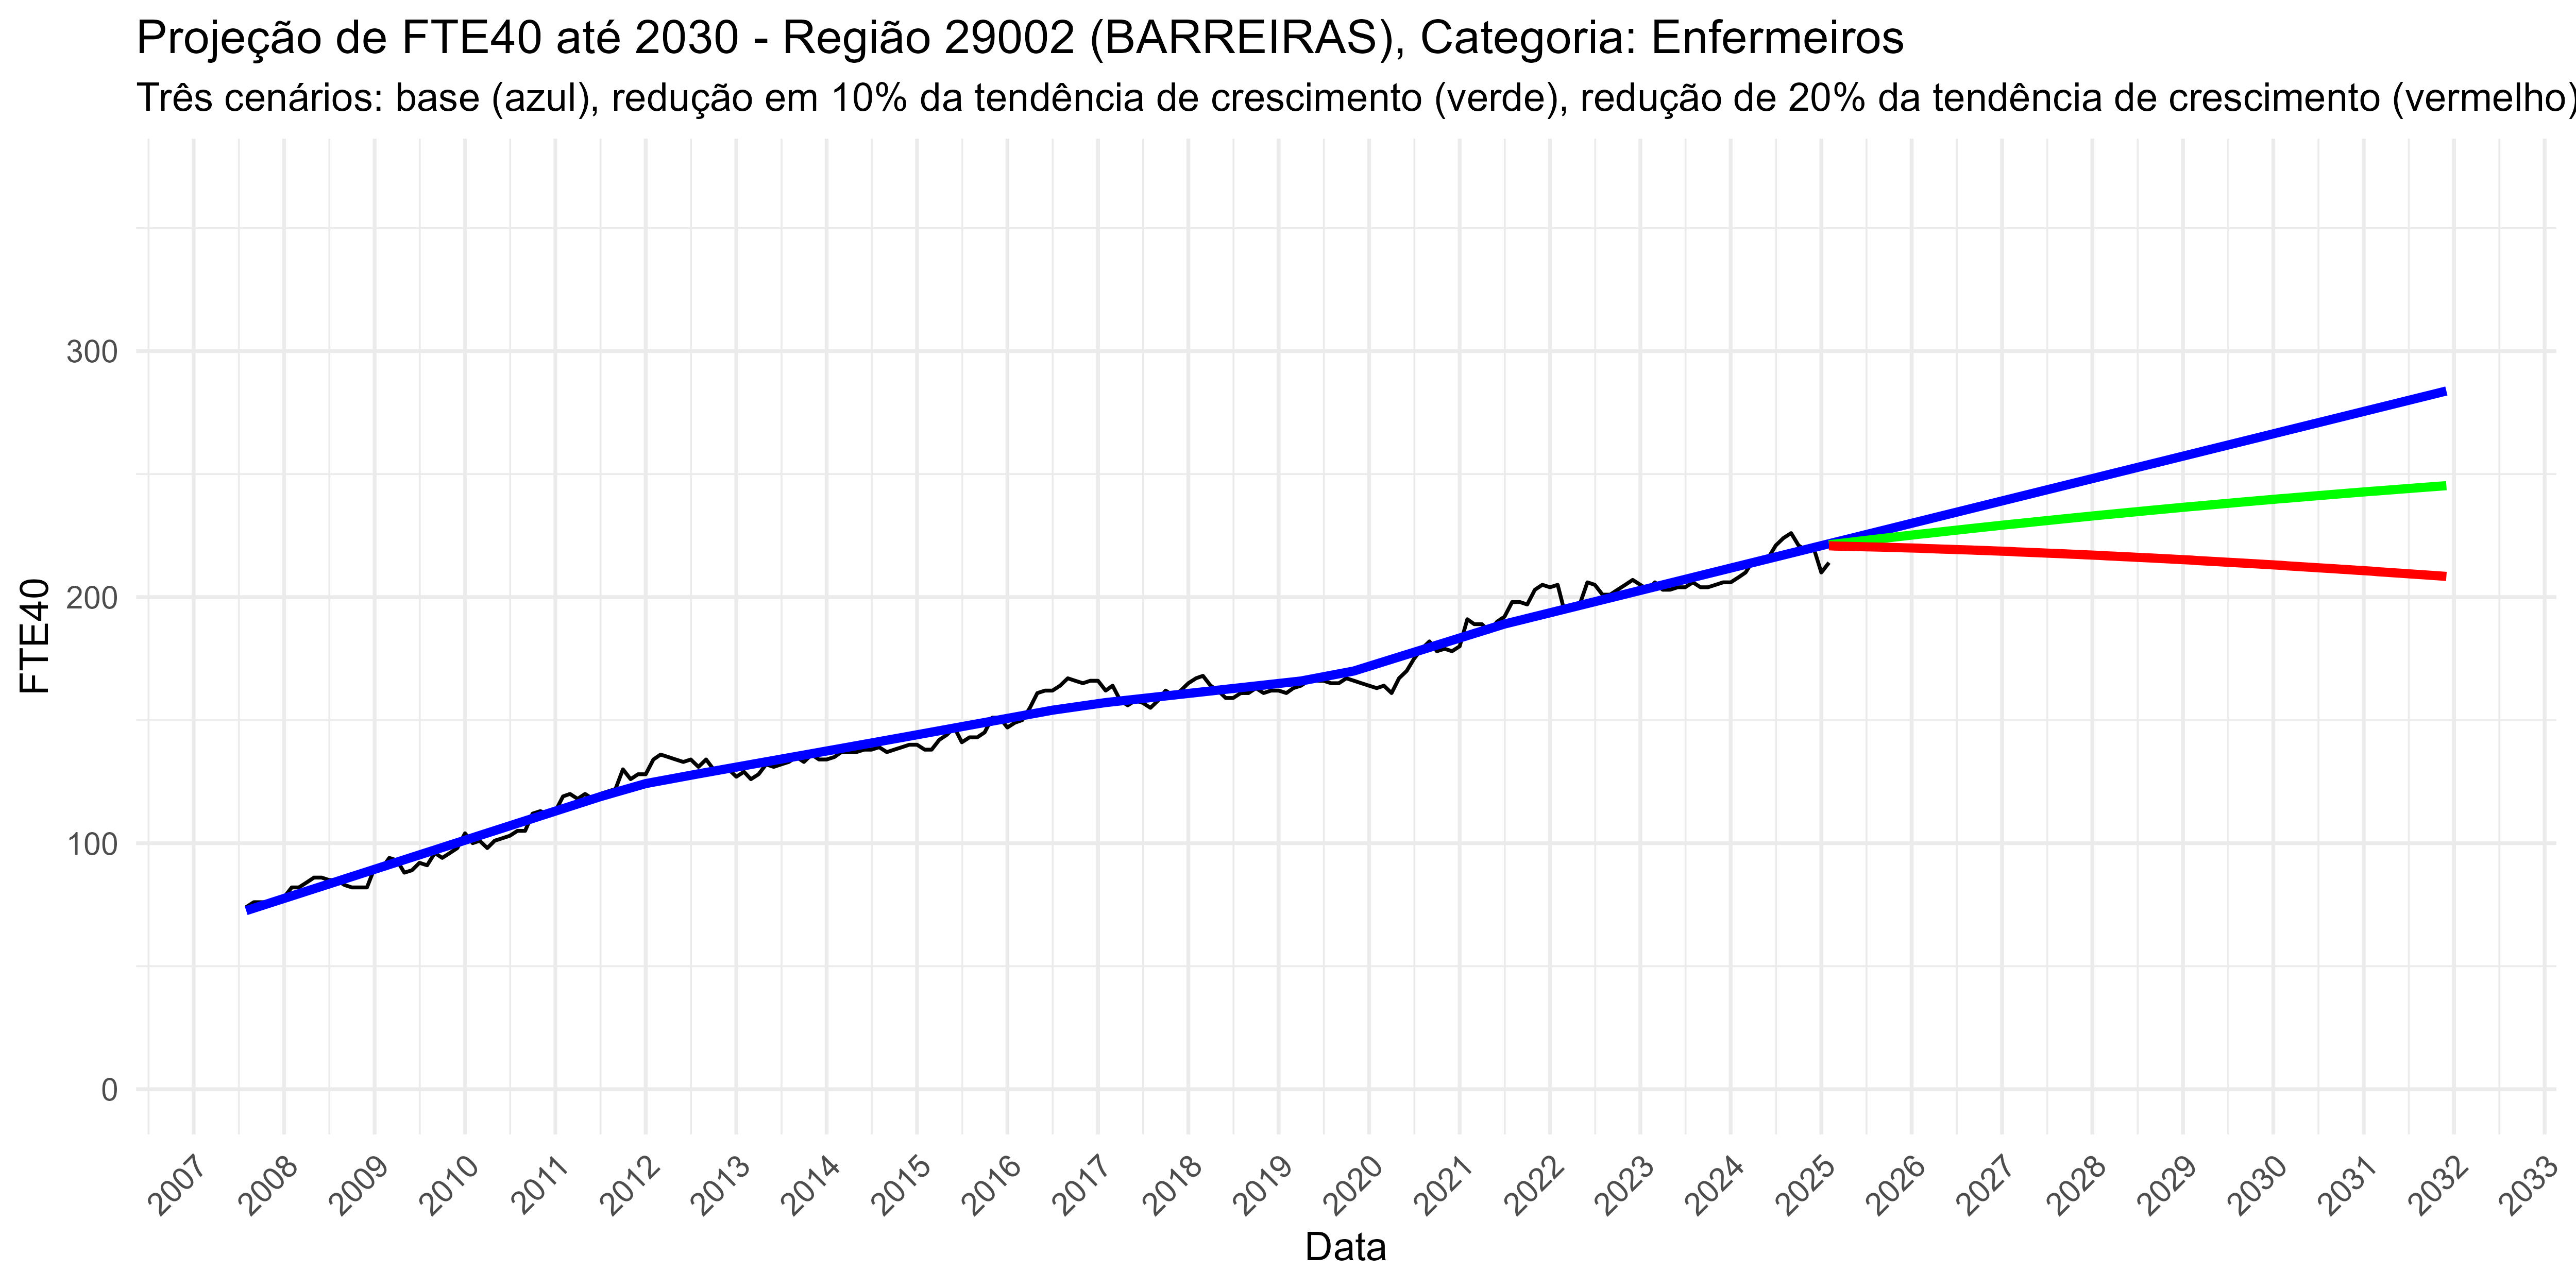 Projeção de FTE40 até 2030 - Região 29002 (BARREIRAS), Categoria: Enfermeiros
Três cenários: base (azul), redução em 10% da tendência de crescimento (verde), redução de 20% da tendência de crescimento (vermelho)
FTE40
300
200
100
0
2007 2008 2009 2010 2011 2012 2013 2014 2015 2016 2017 2018 2019 2020 2021 2022 2023 2024 2025 2026 2027 2028 2029 2030 2031 2032 2033
Data